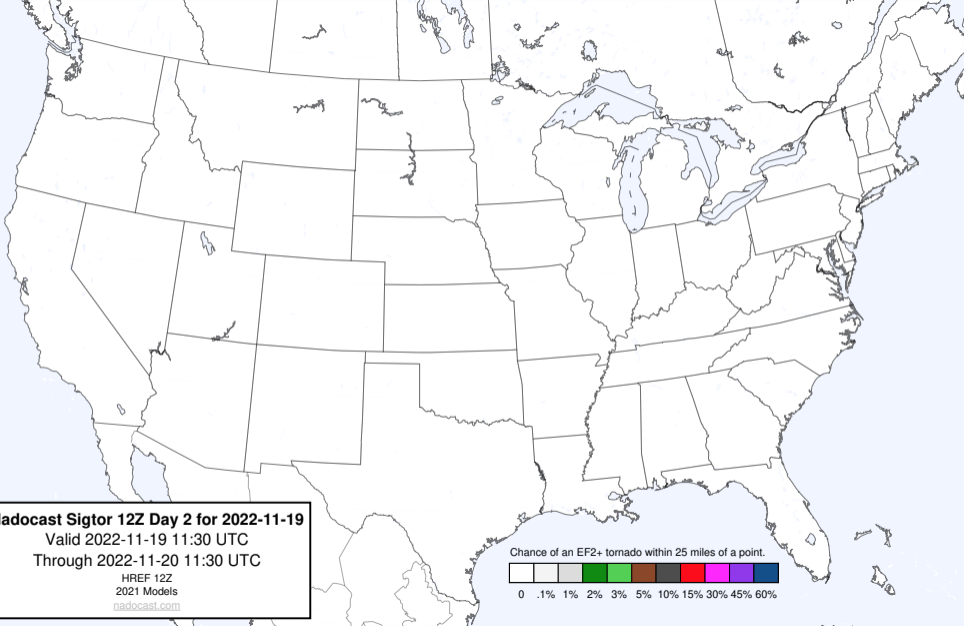 adocast Sigtor 12Z Day 2 for 2022-11-19
Valid 2022-11-19 11:30 UTC
Through 2022-11-20 11:30 UTC
HREF 12Z
2021 Models
nadocast.com
Chance of an EF2+ tornado within 25 miles of a point.
0 .1% 1% 2% 3% 5% 10% 15% 30% 45% 60%